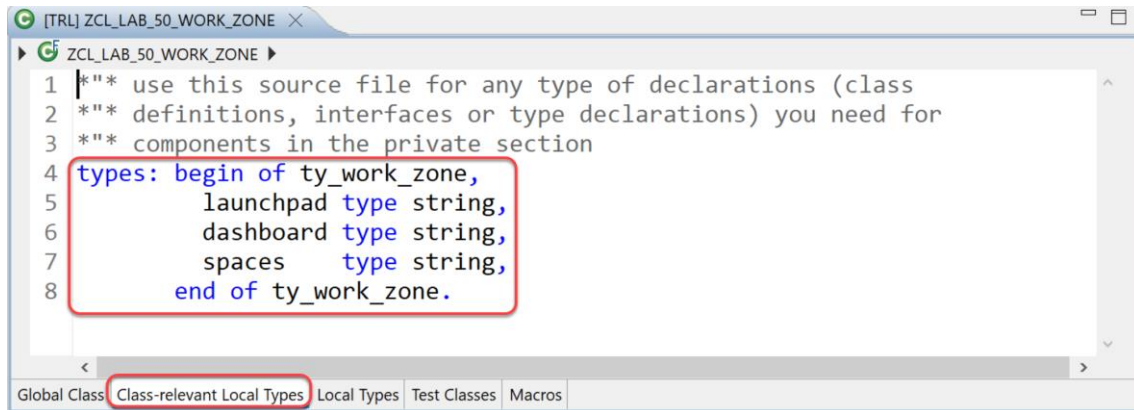 [TRL] ZCL_LAB_50_WORK_ZONE
ZCL_LAB_50_WORK_ZONE
1 *"* use this source file for any type of declarations (class
2 *"* definitions, interfaces or type declarations) you need for
3 *"* components in the private section
4 types: begin of ty_work_zone,
5 launchpad type string,
6 dashboard type string,
7 spaces    type string,
8 end of ty_work_zone.
Global Class Class-relevant Local Types Local Types Test Classes Macros